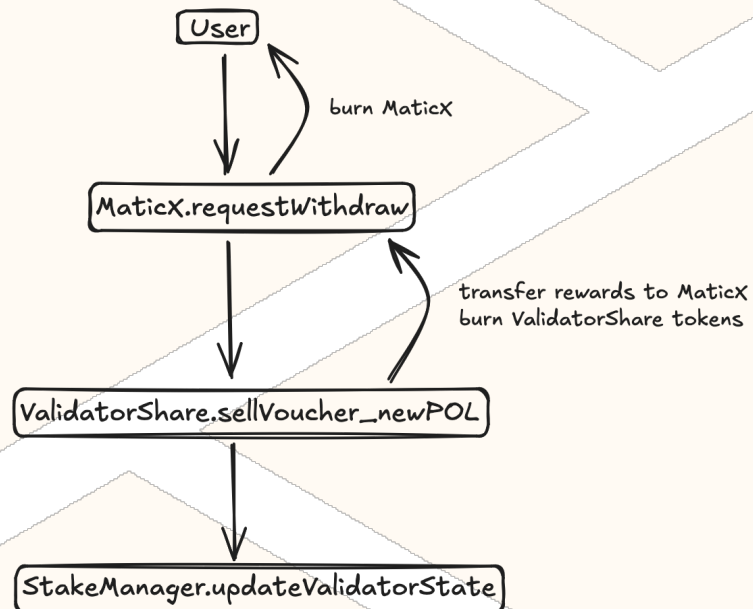 User
burn MaticX
MaticX.requestWithdraw
transfer rewards to MaticX
burn ValidatorShare tokens
ValidatorShare.sellVoucher_newPOL
StakeManager.updateValidatorState